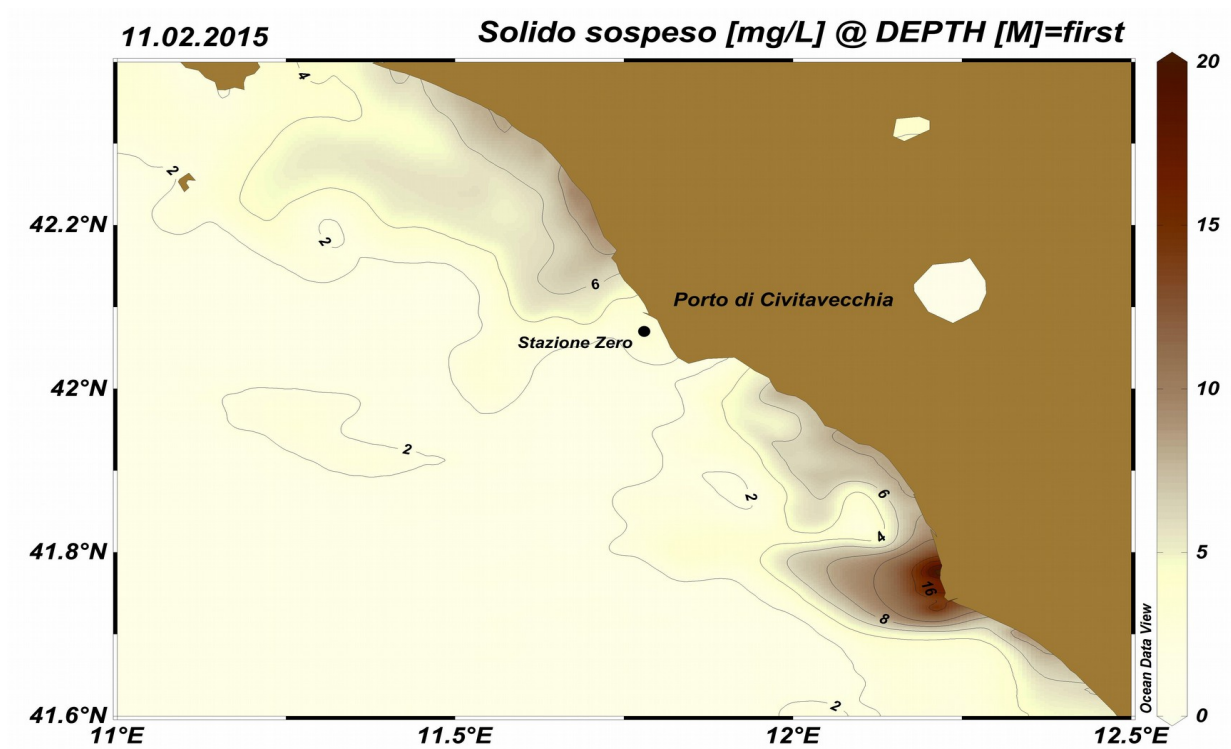 11.02.2015
Solido sospeso [mg/L] @ DEPTH [M]=first
20
4
2
42.2°N
2
15
6
Porto di Civitavecchia
Stazione Zero
42°N
10
2
2
6
4
41.8°N
5
16
8
Ocean Data View
2
41.6°N
0
11°E
11.5°E
12°E
12.5°E